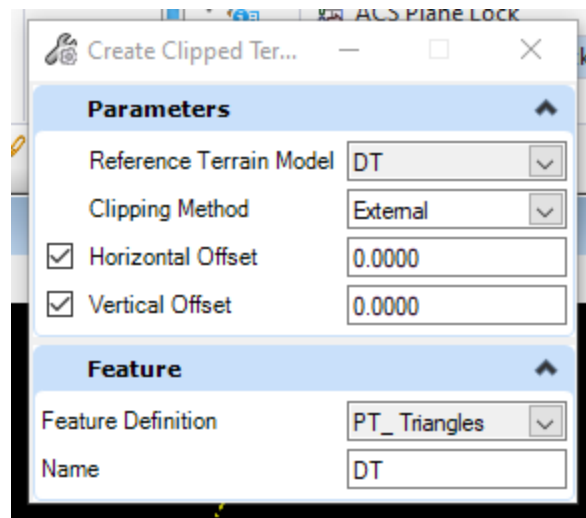 ACS Plane Lock
Create Clipped Ter...
Parameters
Reference Terrain Model DT
Clipping Method External
Horizontal Offset 0.0000
Vertical Offset 0.0000
Feature
Feature Definition PT_ Triangles
Name DT